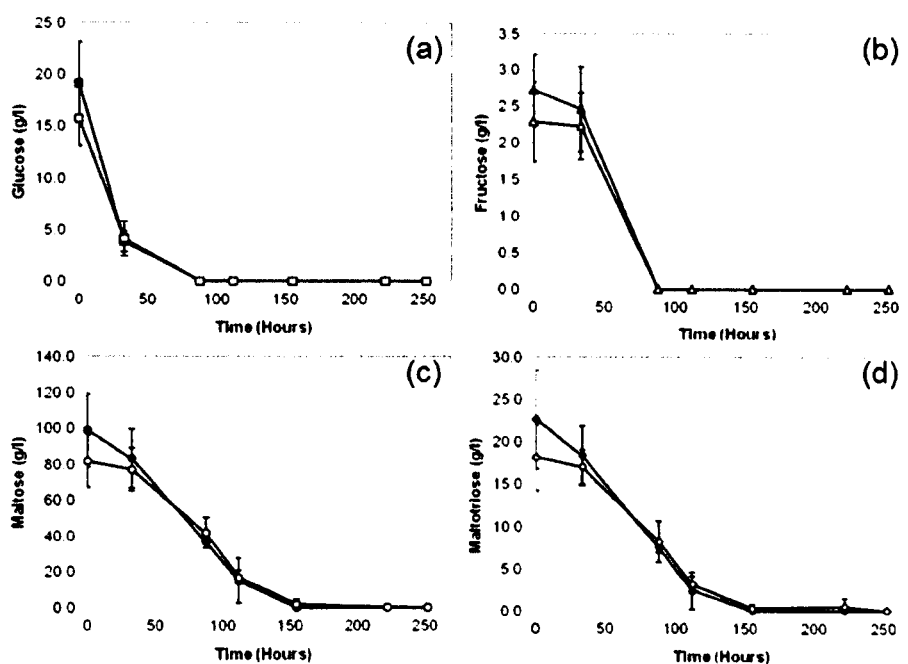 (a)
Glucose (g/l)
25 0
20 0
15.0
10.0
5.0
0 0
0 50 100 150 200 250
Time (Hours)
(b)
Fructose (g/l)
3 5
3.0
2.5
2.0
1 5
1 0
0.5
0.0
0 50 100 150 200 250
Time (Hours)
(c)
Maltose (g/l)
140.0
120.0
100.0
80.0
60.0
40.0
20.0
0.0
0 50 100 150 200 250
Time (Hours)
(d)
Maltotriose (g/l)
30.0
25.0
20.0
15.0
10.0
5.0
0.0
0 50 100 150 200 250
Time (Hours)